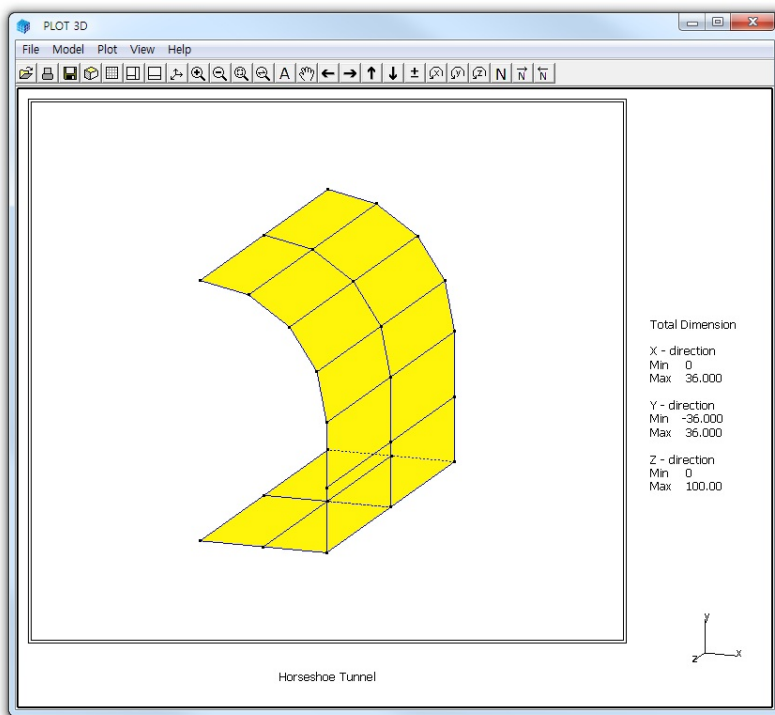 PLOT 3D
File Model Plot View Help
A
x y z N N N
Total Dimension
X - direction
Min 0
Max 36.000
Y - direction
Min -36.000
Max 36.000
Z - direction
Min 0
Max 100.00
y
z x
Horseshoe Tunnel